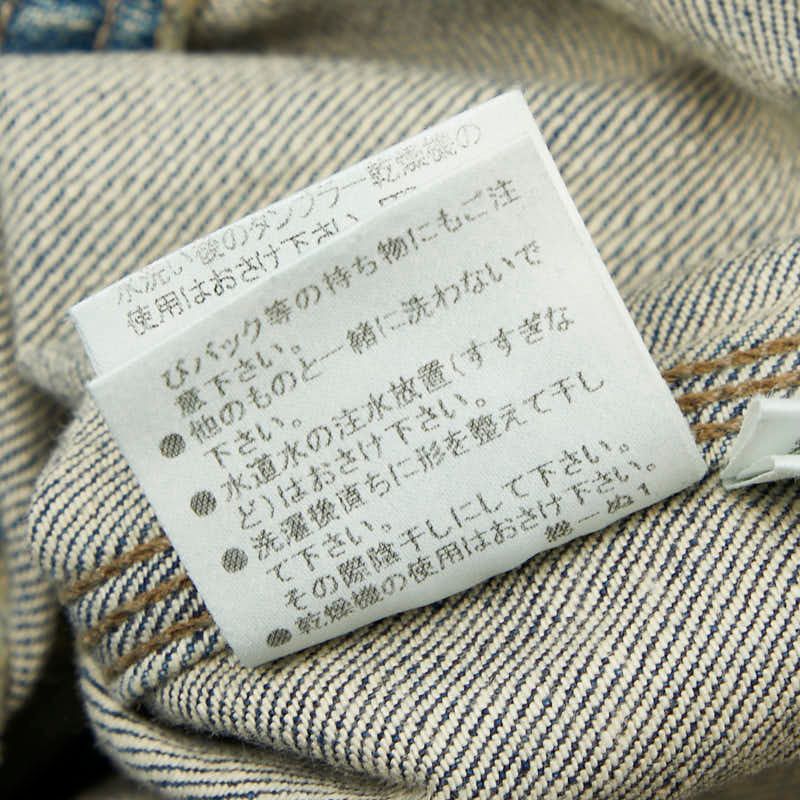 水洗い後のタンブラー乾燥機の
使用はおさけ下さい
びバック等の持ち物にもご注
意下さい。
●他のものと一緒に洗わないで
下さい。
●水道水の注水放置(すすぎな
ど)はおさけ下さい。
●洗濯後直ちに形を整えて干し
て下さい。
その際陰干しにして下さい。
●乾燥機の使用はおさけ下さい。